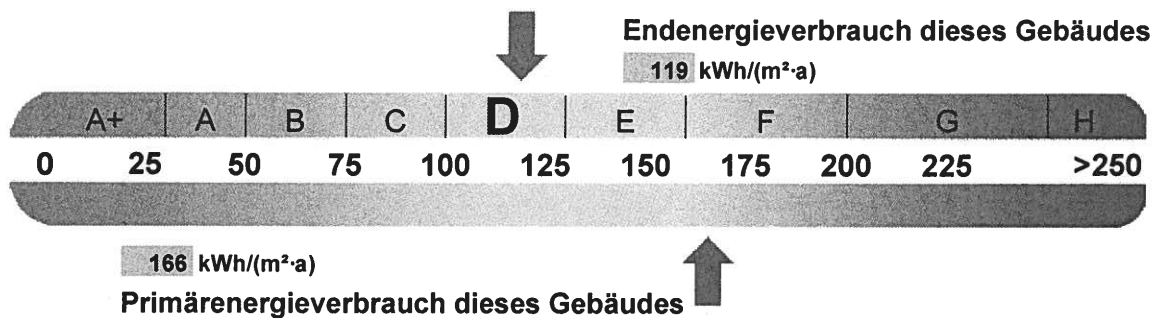 Endenergieverbrauch dieses Gebäudes
119 kWh/(m²·a)
A+ A B C D E F G H
0 25 50 75 100 125 150 175 200 225 >250
166 kWh/(m²·a)
Primärenergieverbrauch dieses Gebäudes